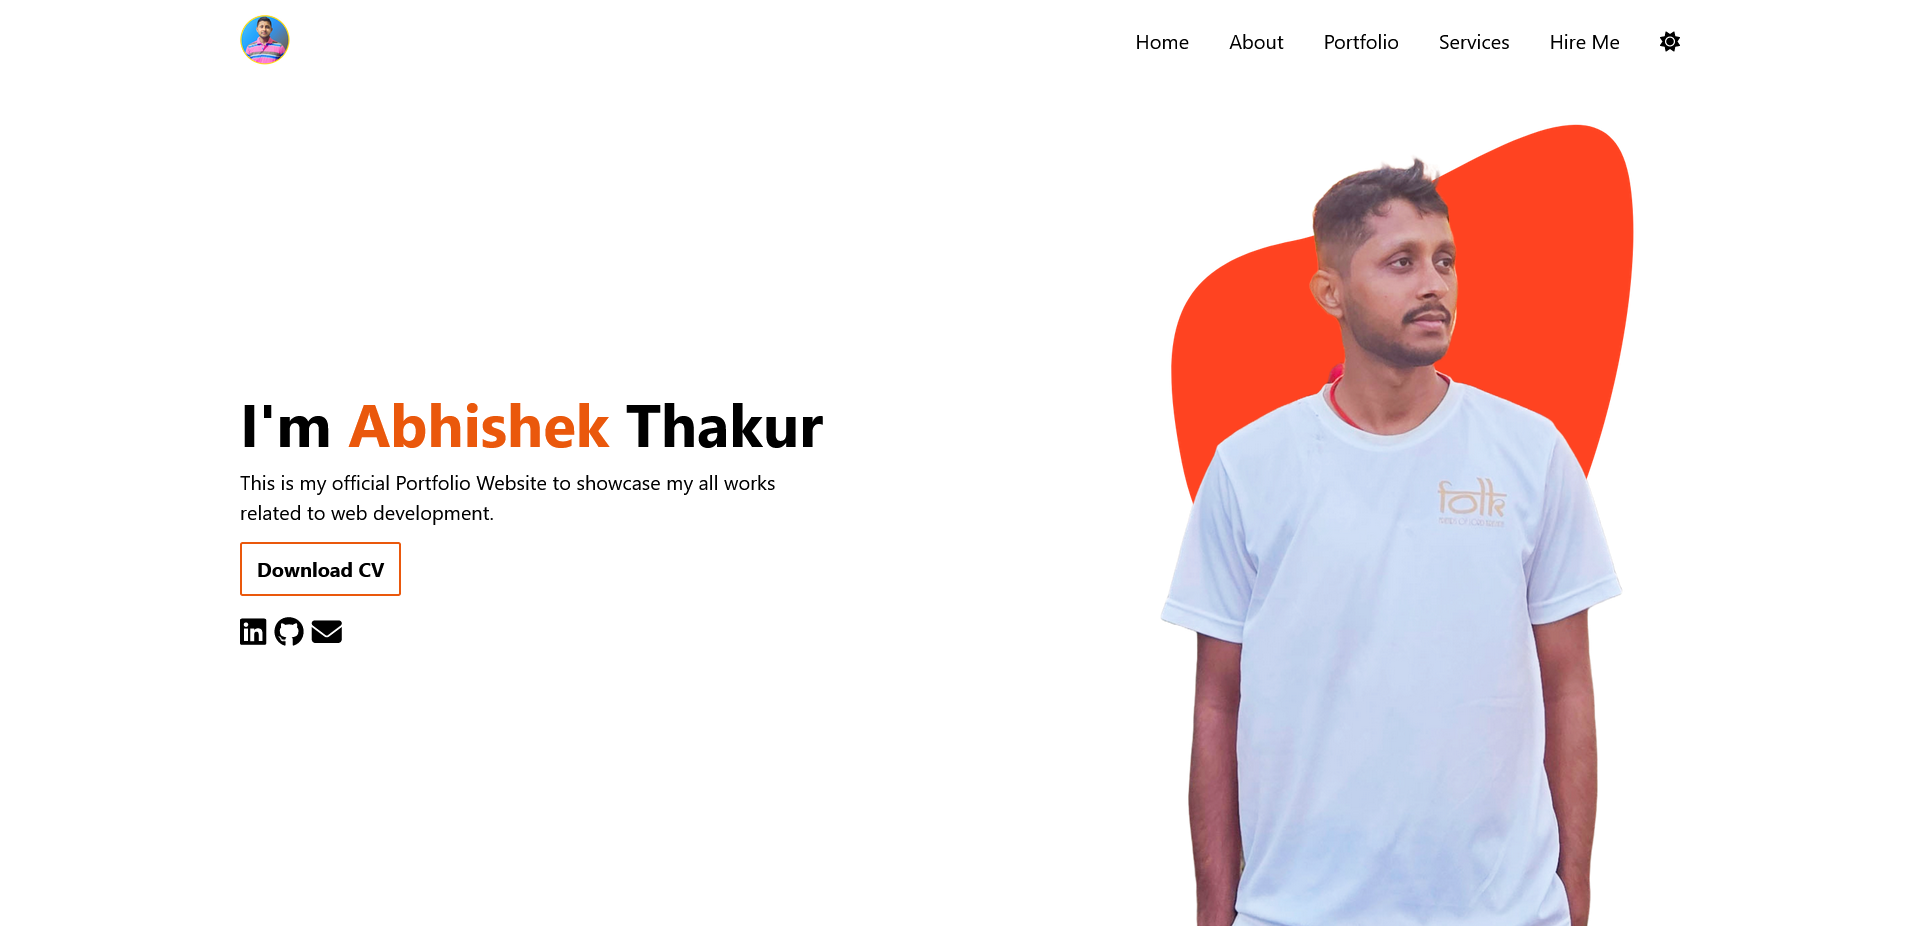 Home About Portfolio Services Hire Me
I'm Abhishek Thakur
This is my official Portfolio Website to showcase my all works
related to web development.
Download CV
folk